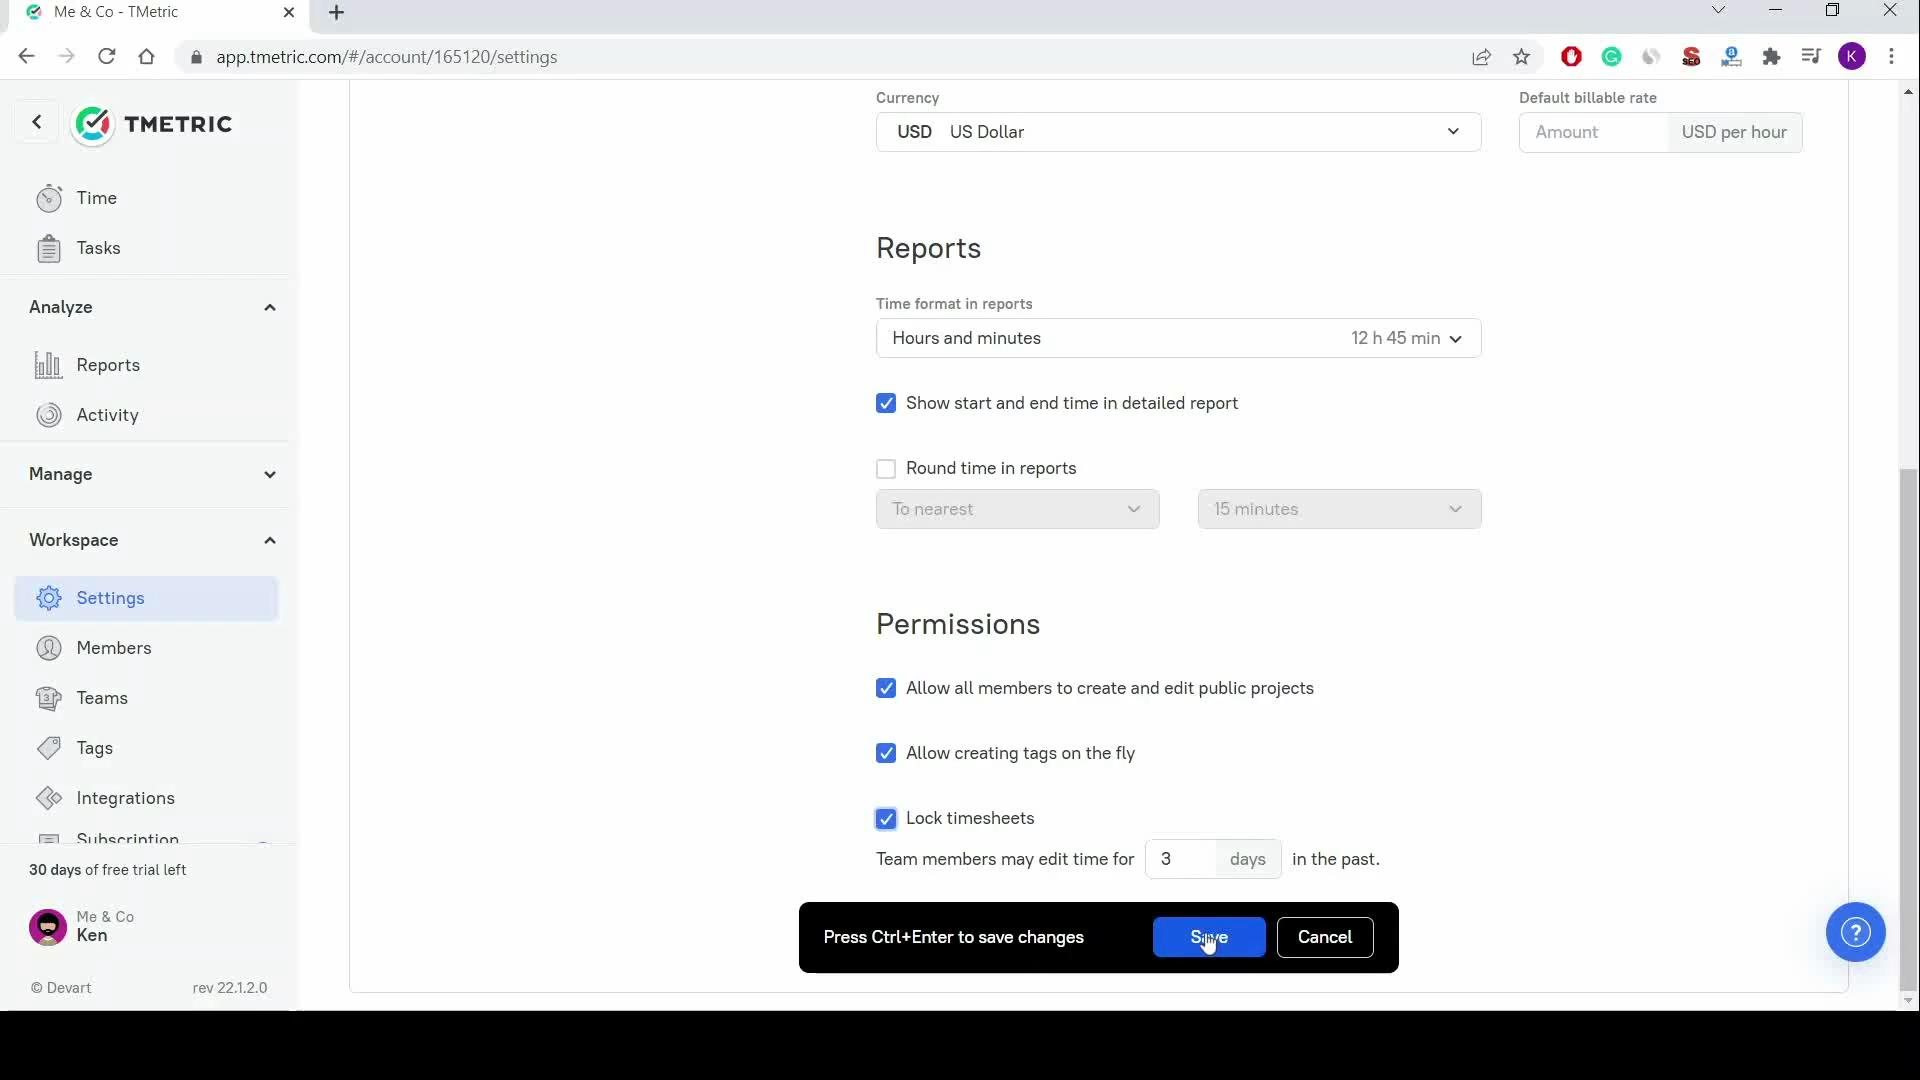 Me & Co - TMetric
app.tmetric.com/#/account/165120/settings
K
TMETRIC
Time
Tasks
Analyze
Reports
Activity
Manage
Workspace
Settings
Members
Teams
Tags
Integrations
Subscription
30 days of free trial left
Me & Co
Ken
© Devart
rev 22.1.2.0
Currency
USD US Dollar
Default billable rate
Amount USD per hour
Reports
Time format in reports
Hours and minutes 12 h 45 min
Show start and end time in detailed report
Round time in reports
To nearest
15 minutes
Permissions
Allow all members to create and edit public projects
Allow creating tags on the fly
Lock timesheets
Team members may edit time for 3 days in the past.
Press Ctrl+Enter to save changes
Save
Cancel
?